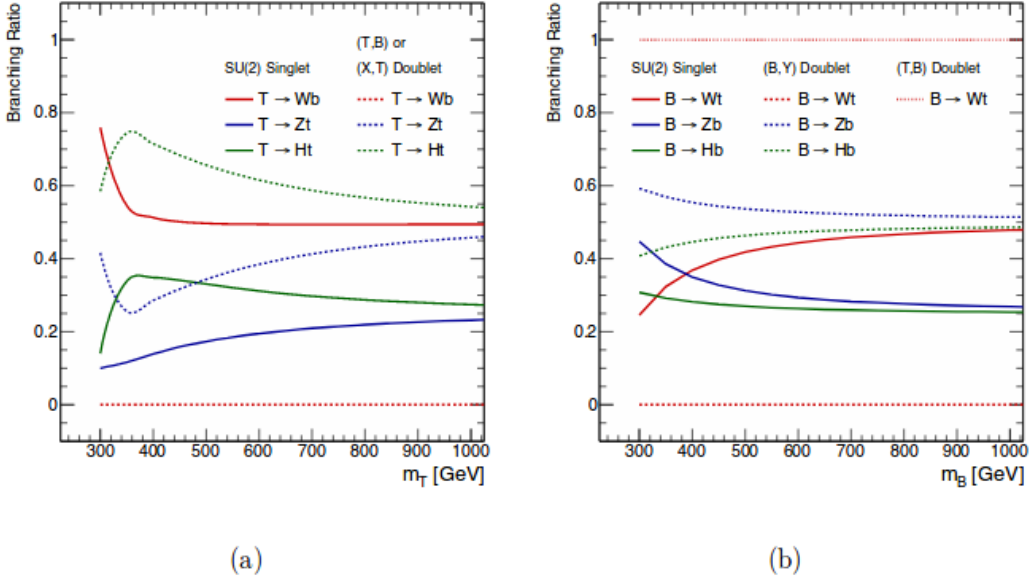 Branching Ratio
1
0.8
0.6
0.4
0.2
0
(T,B) or
SU(2) Singlet (X,T) Doublet
T → Wb T → Wb
T → Zt T → Zt
T → Ht T → Ht
300 400 500 600 700 800 900 1000
m_T [GeV]
(a)
Branching Ratio
1
0.8
0.6
0.4
0.2
0
SU(2) Singlet (B,Y) Doublet (T,B) Doublet
B → Wt B → Wt B → Wt
B → Zb B → Zb
B → Hb B → Hb
300 400 500 600 700 800 900 1000
m_B [GeV]
(b)